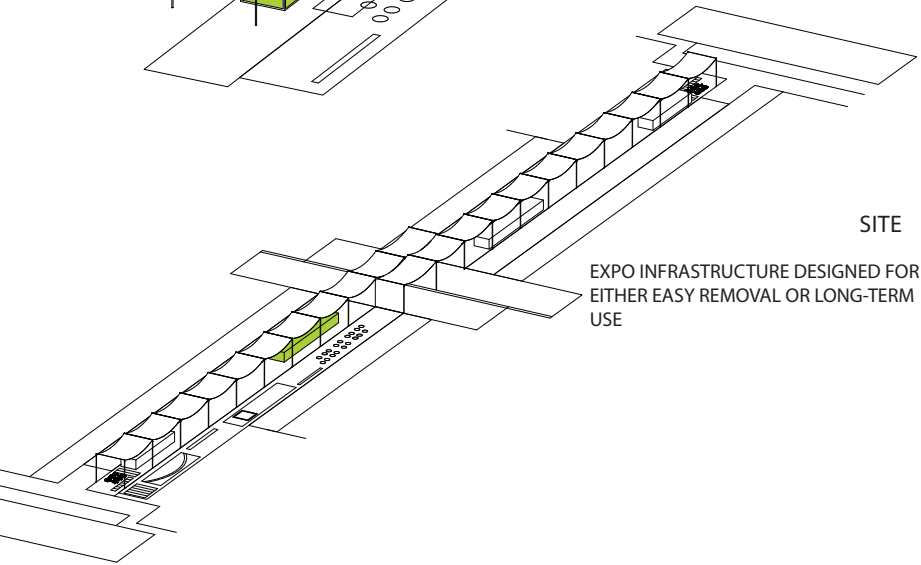 SITE
EXPO INFRASTRUCTURE DESIGNED FOR
EITHER EASY REMOVAL OR LONG-TERM
USE